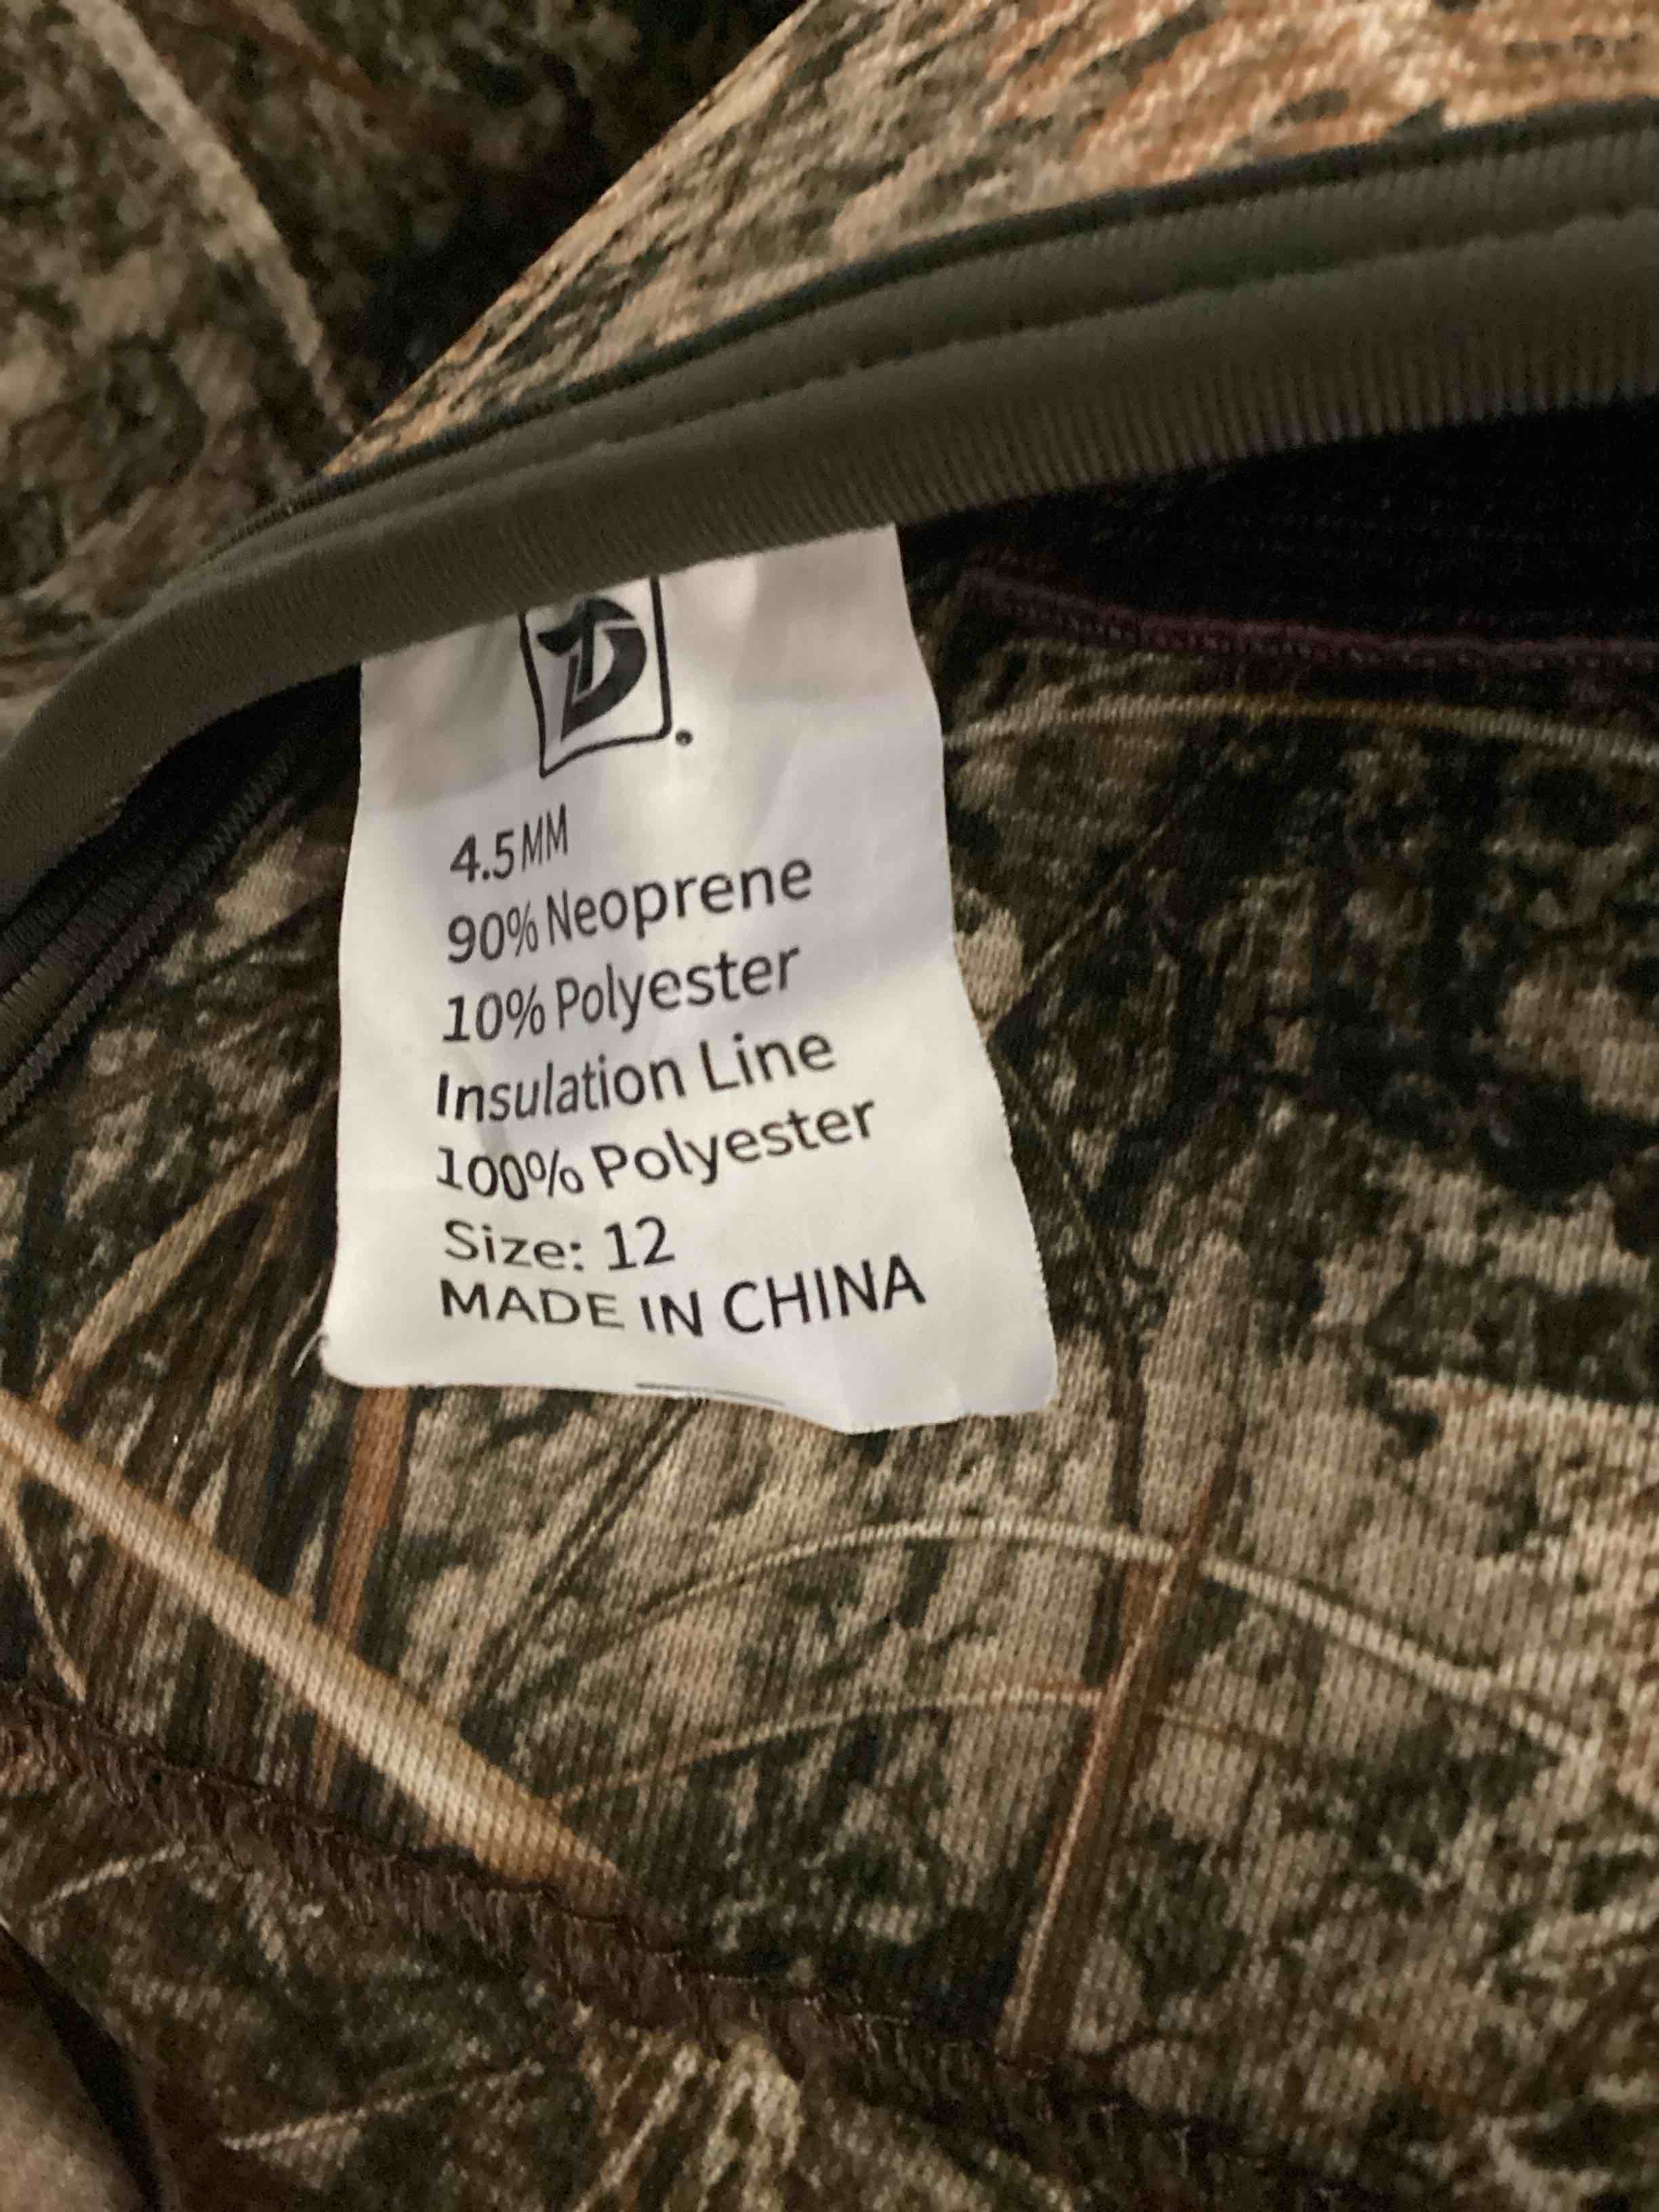 D
4.5MM
90% Neoprene
10% Polyester
Insulation Line
100% Polyester
Size: 12
MADE IN CHINA